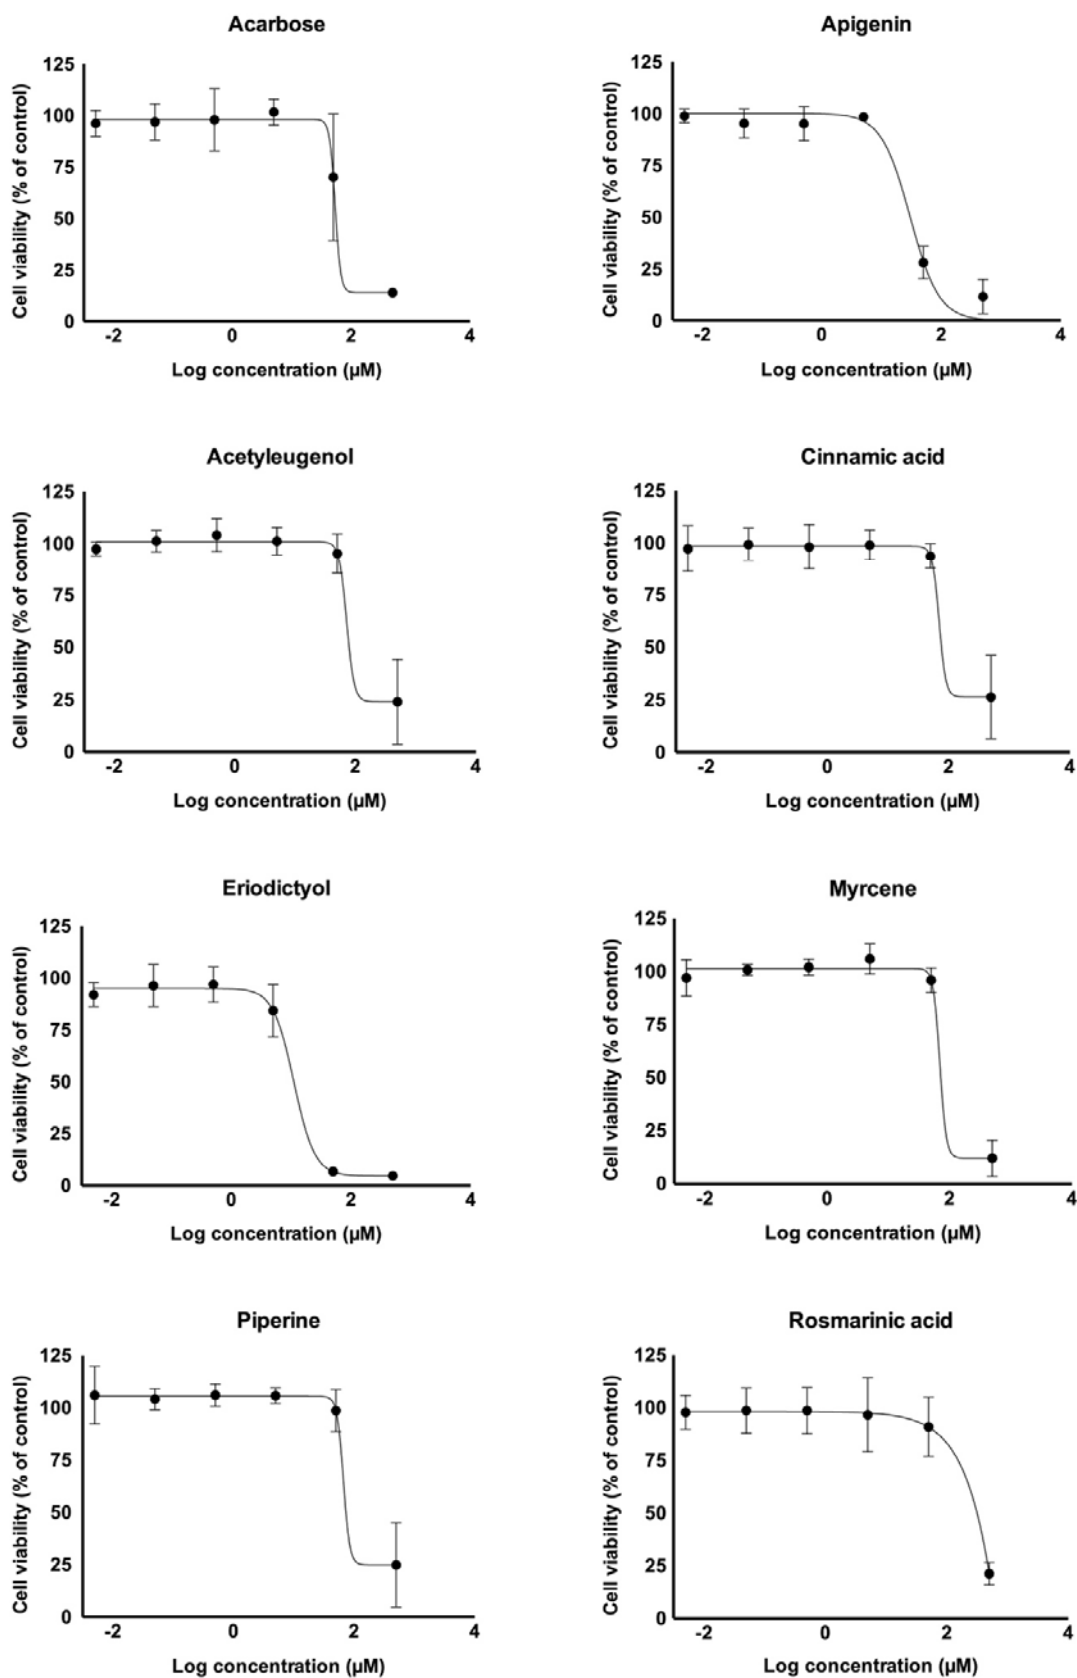 Acarbose
Cell viability (% of control)
125
100
75
50
25
0
-2 0 2 4
Log concentration (µM)
Apigenin
Cell viability (% of control)
125
100
75
50
25
0
-2 0 2 4
Log concentration (µM)
Acetyleugenol
Cell viability (% of control)
125
100
75
50
25
0
-2 0 2 4
Log concentration (µM)
Cinnamic acid
Cell viability (% of control)
125
100
75
50
25
0
-2 0 2 4
Log concentration (µM)
Eriodictyol
Cell viability (% of control)
125
100
75
50
25
0
-2 0 2 4
Log concentration (µM)
Myrcene
Cell viability (% of control)
125
100
75
50
25
0
-2 0 2 4
Log concentration (µM)
Piperine
Cell viability (% of control)
125
100
75
50
25
0
-2 0 2 4
Log concentration (µM)
Rosmarinic acid
Cell viability (% of control)
125
100
75
50
25
0
-2 0 2 4
Log concentration (µM)